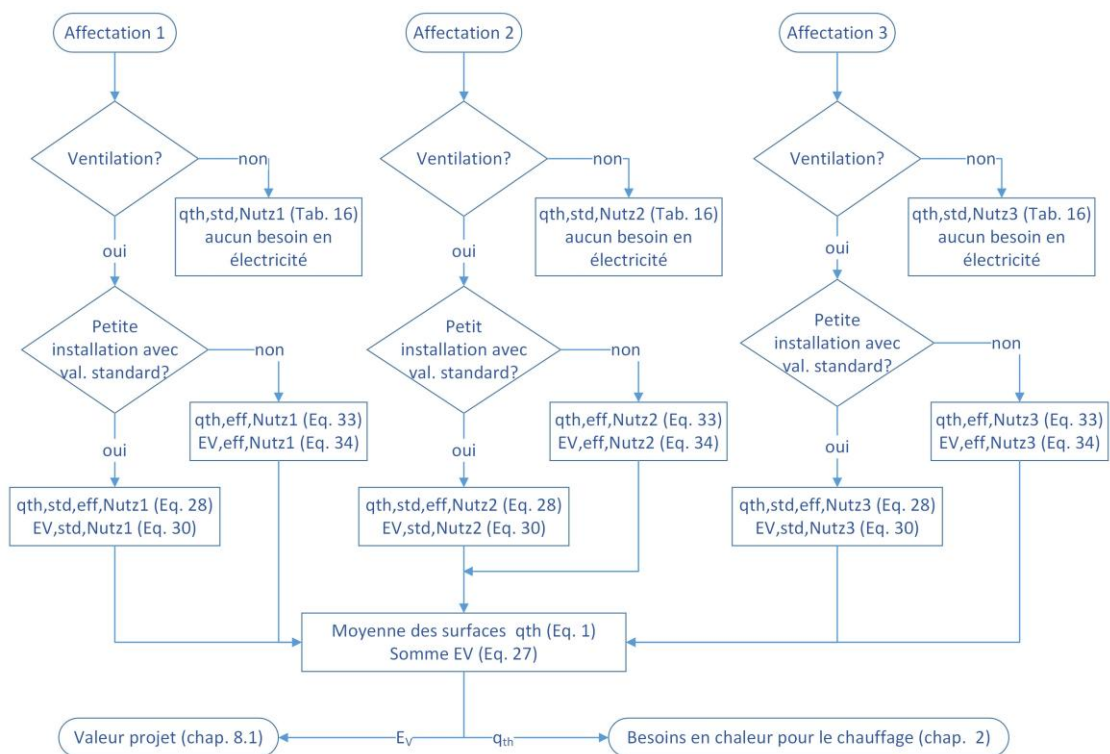 Affectation 1
Affectation 2
Affectation 3
Ventilation?
non
Ventilation?
non
Ventilation?
non
qth,std,Nutz1 (Tab. 16)
aucun besoin en
électricité
qth,std,Nutz2 (Tab. 16)
aucun besoin en
électricité
qth,std,Nutz3 (Tab. 16)
aucun besoin en
électricité
oui
oui
oui
Petite
installation avec
val. standard?
non
Petit
installation avec
val. standard?
non
Petite
installation avec
val. standard?
non
qth,eff,Nutz1 (Eq. 33)
EV,eff,Nutz1 (Eq. 34)
qth,eff,Nutz2 (Eq. 33)
EV,eff,Nutz2 (Eq. 34)
qth,eff,Nutz3 (Eq. 33)
EV,eff,Nutz3 (Eq. 34)
oui
oui
oui
qth,std,eff,Nutz1 (Eq. 28)
EV,std,Nutz1 (Eq. 30)
qth,std,eff,Nutz2 (Eq. 28)
EV,std,Nutz2 (Eq. 30)
qth,std,eff,Nutz3 (Eq. 28)
EV,std,Nutz3 (Eq. 30)
Moyenne des surfaces qth (Eq. 1)
Somme EV (Eq. 27)
Valeur projet (chap. 8.1)
EV
qth
Besoins en chaleur pour le chauffage (chap. 2)